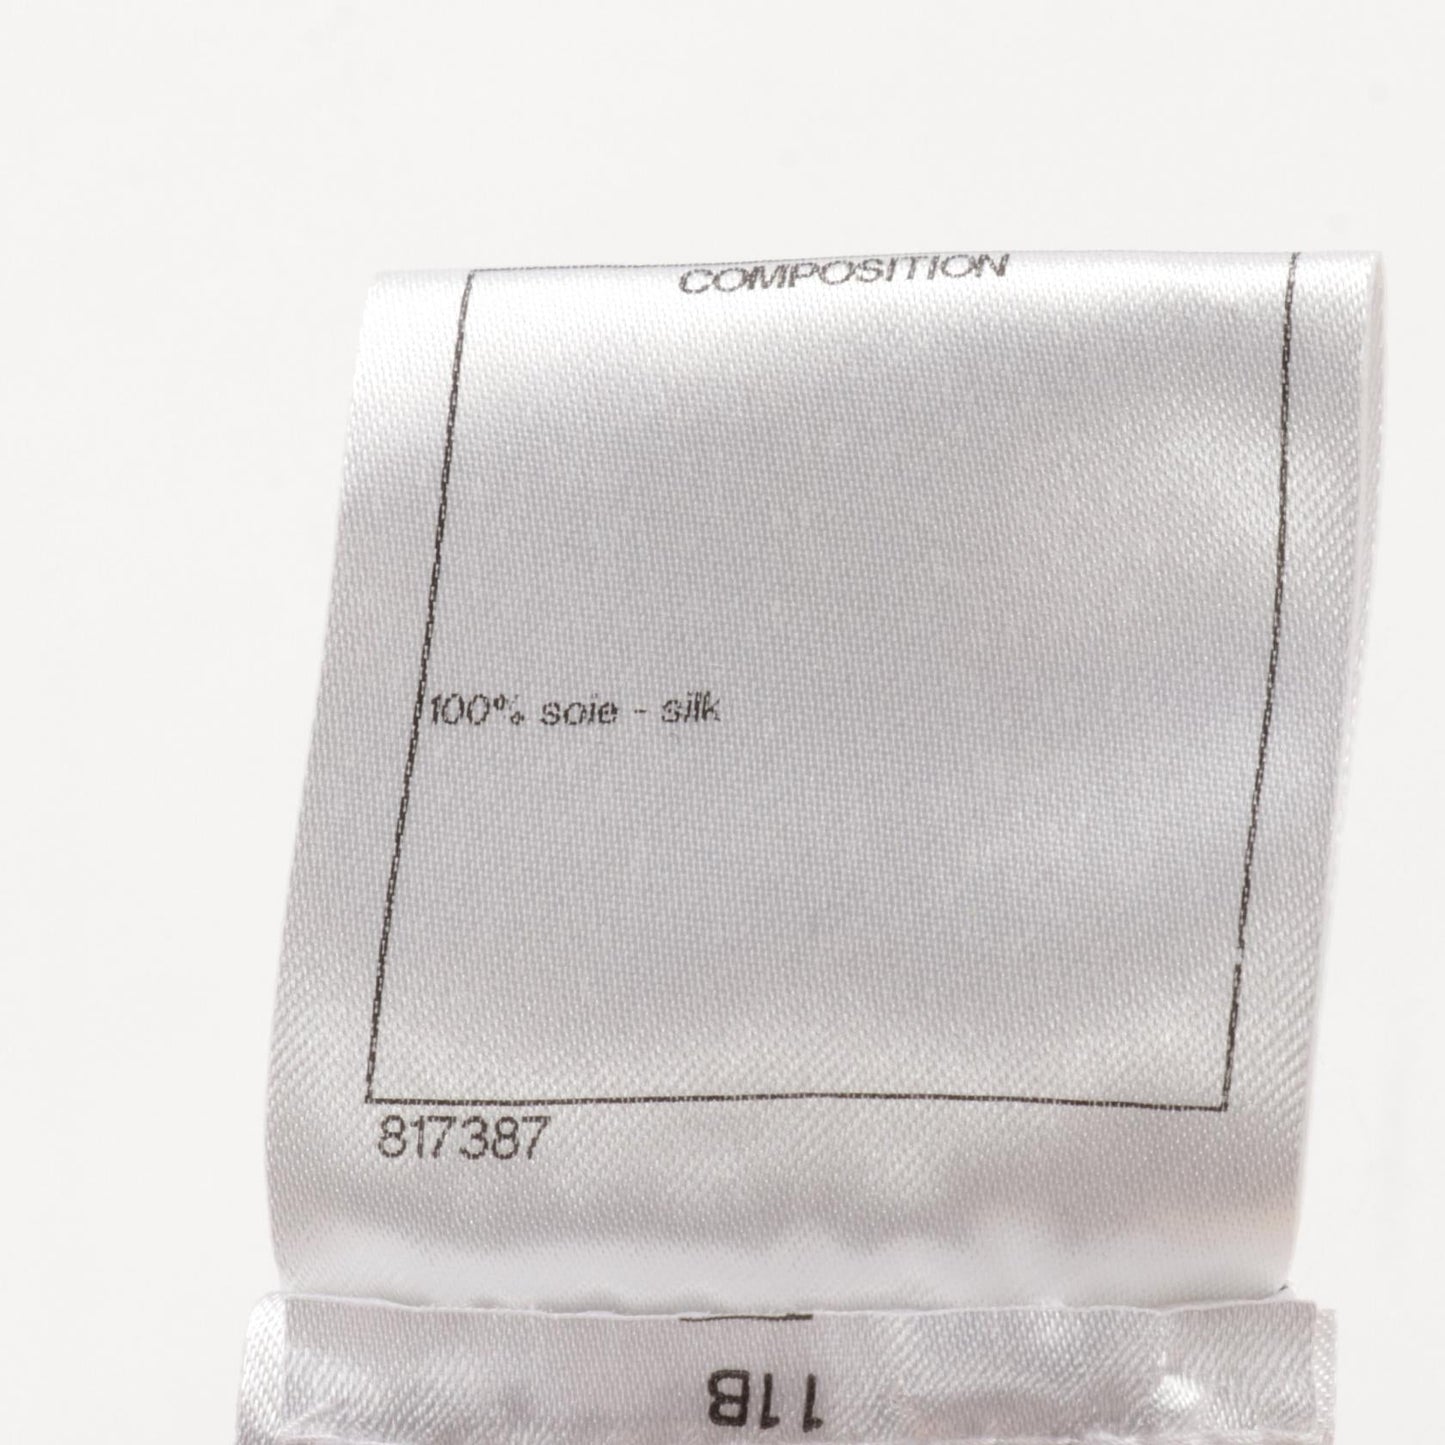 COMPOSITION
100% soie - silk
817387
11B